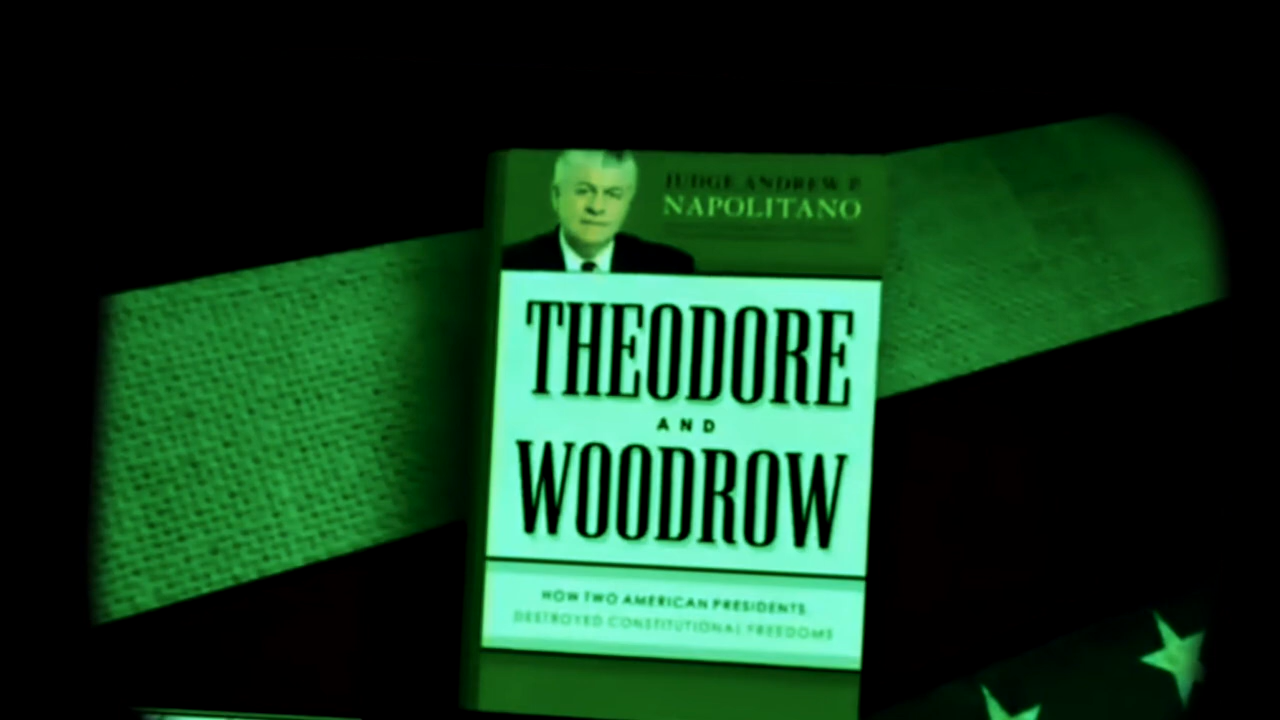 JUDGE ANDREW P.
NAPOLITANO
THEODORE
AND
WOODROW
HOW TWO AMERICAN PRESIDENTS
DESTROYED CONSTITUTIONAL FREEDOMS